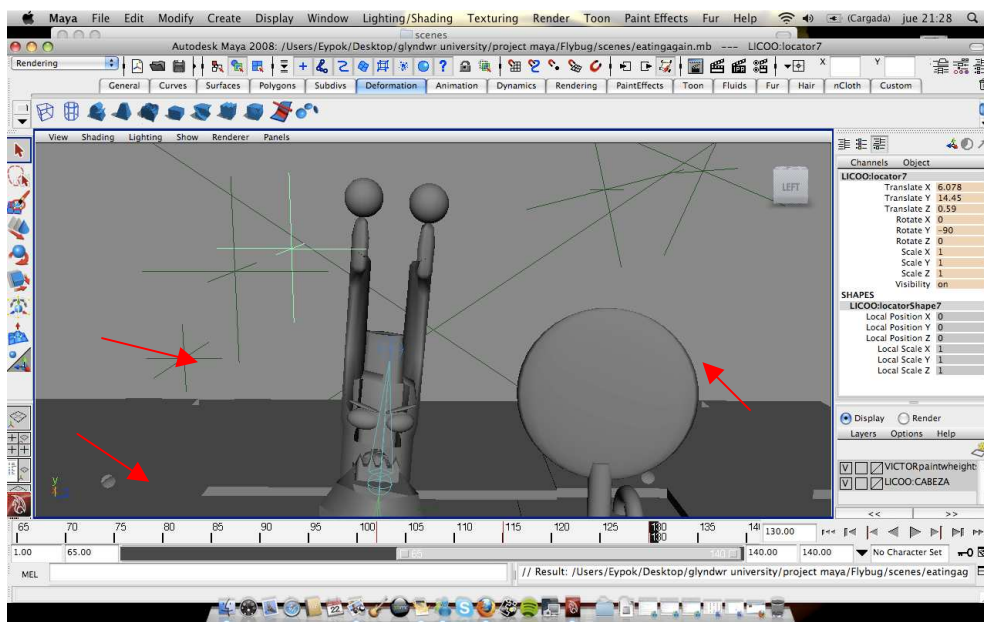 Maya File Edit Modify Create Display Window Lighting/Shading Texturing Render Toon Paint Effects Fur Help (Cargada) jue 21:28
scenes
Autodesk Maya 2008: /Users/Eypok/Desktop/glyndwr university/project maya/Flybug/scenes/eatingagain.mb --- LICOO:locator7
Rendering X Y
General Curves Surfaces Polygons Subdivs Deformation Animation Dynamics Rendering PaintEffects Toon Fluids Fur Hair nCloth Custom
View Shading Lighting Show Renderer Panels
LEFT
y
Channels Object
LICOO:locator7
Translate X 6.078
Translate Y 14.45
Translate Z 0.59
Rotate X 0
Rotate Y -90
Rotate Z 0
Scale X 1
Scale Y 1
Scale Z 1
Visibility on
SHAPES
LICOO:locatorShape7
Local Position X 0
Local Position Y 0
Local Position Z 0
Local Scale X 1
Local Scale Y 1
Local Scale Z 1
Display Render
Layers Options Help
V VICTORpaintwheight:
V LICOO:CABEZA
<< >>
65 70 75 80 85 90 95 100 105 110 115 120 125 130 135 14 130.00
130
1.00 65.00 65 140 140.00 140.00 No Character Set
MEL // Result: /Users/Eypok/Desktop/glyndwr university/project maya/Flybug/scenes/eatingag
22